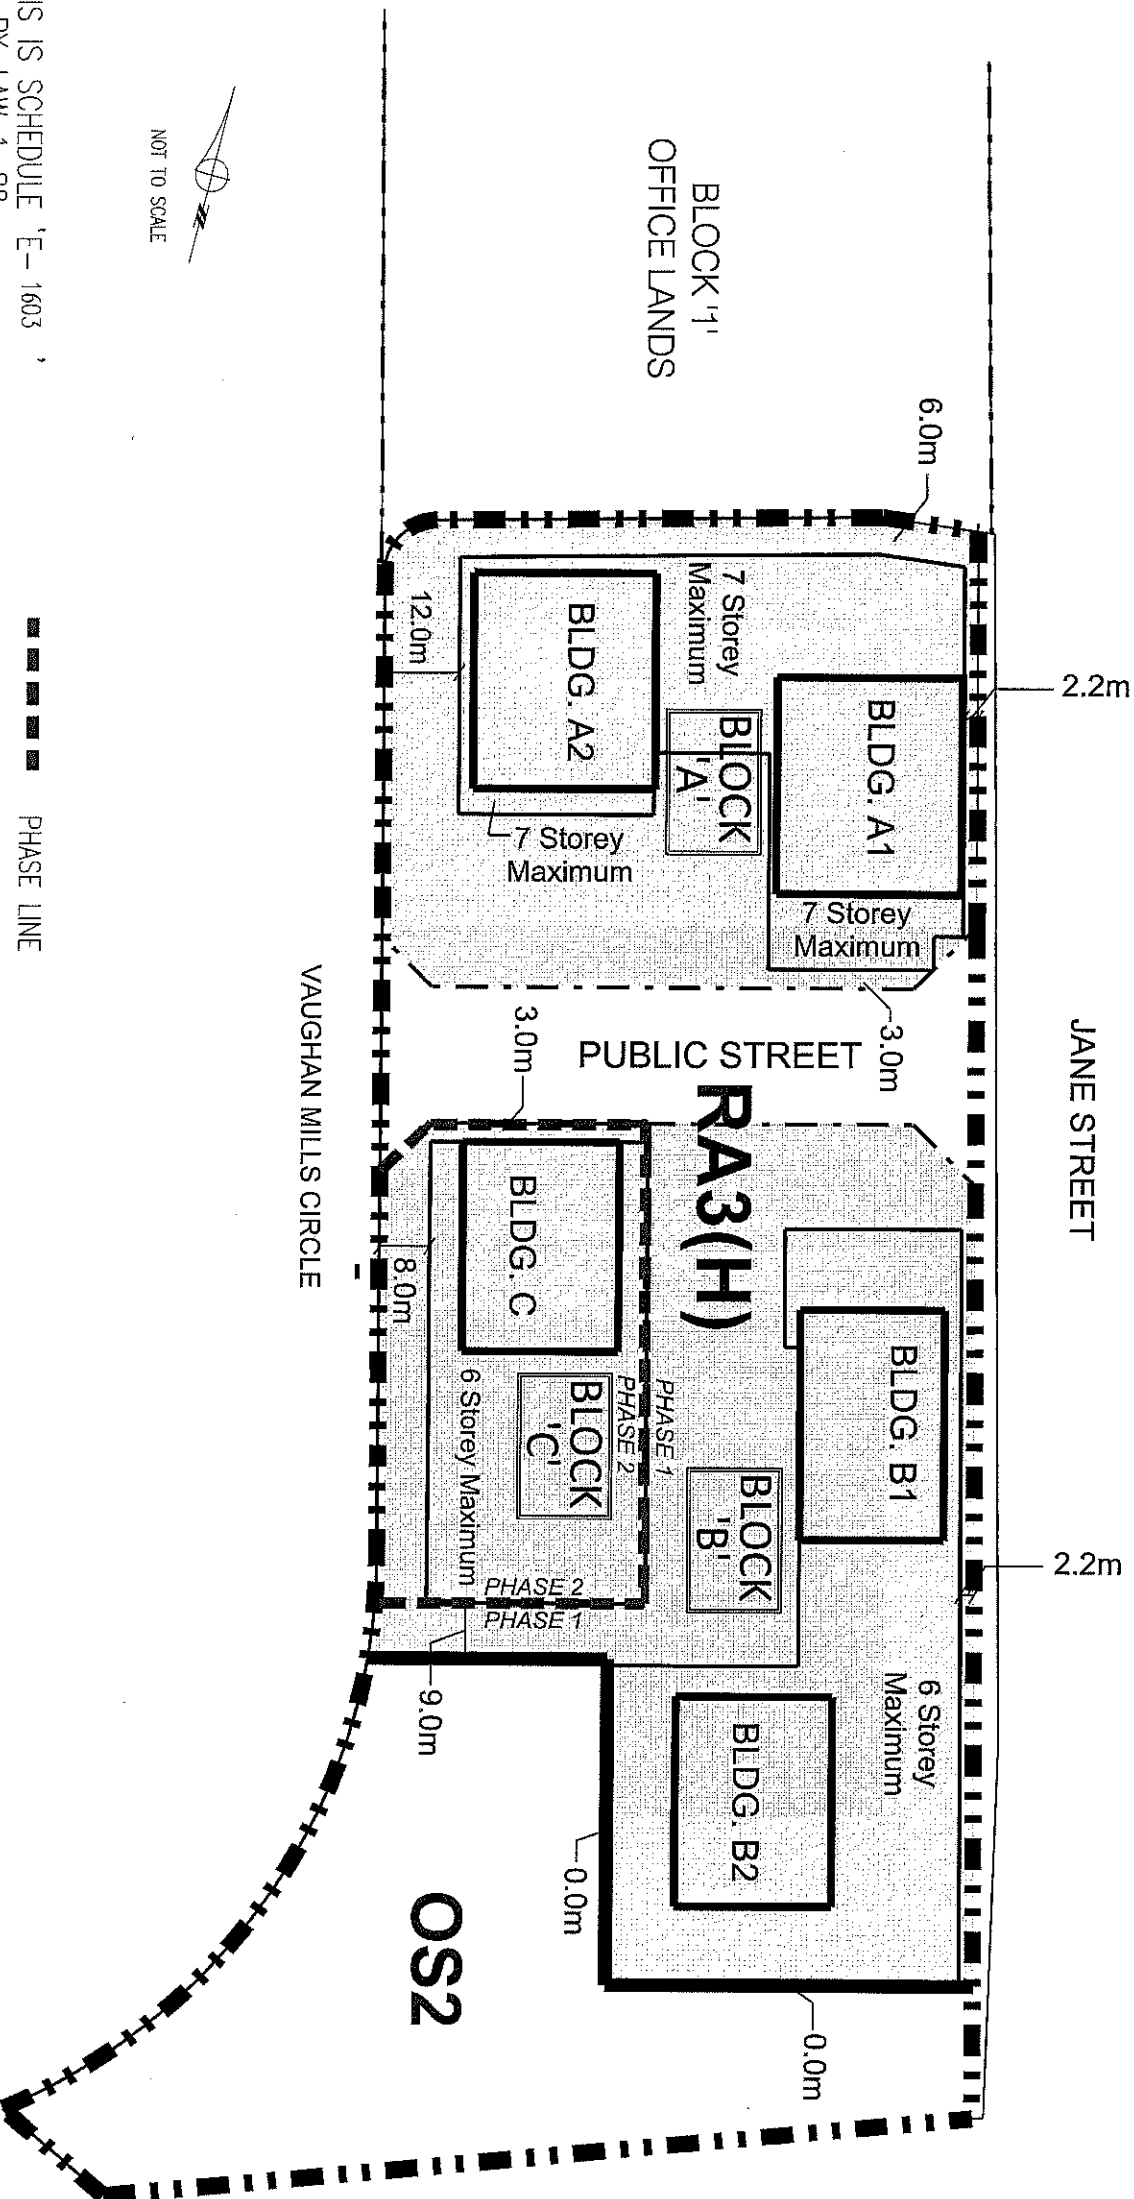 JANE STREET
2.2m
2.2m
BLOCK '1'
OFFICE LANDS
6.0m
7 Storey
Maximum
BLDG. A1
BLDG. A2
BLOCK
'A'
12.0m
7 Storey
Maximum
7 Storey
Maximum
3.0m
PUBLIC STREET
3.0m
RA3(H)
BLDG. B1
BLDG. C
8.0m
BLOCK
'C'
6 Storey Maximum
PHASE 1
PHASE 2
BLOCK
'B'
PHASE 2
PHASE 1
6 Storey
Maximum
BLDG. B2
9.0m
0.0m
0.0m
OS2
VAUGHAN MILLS CIRCLE
NOT TO SCALE
PHASE LINE
IS IS SCHEDULE 'E-1603 '